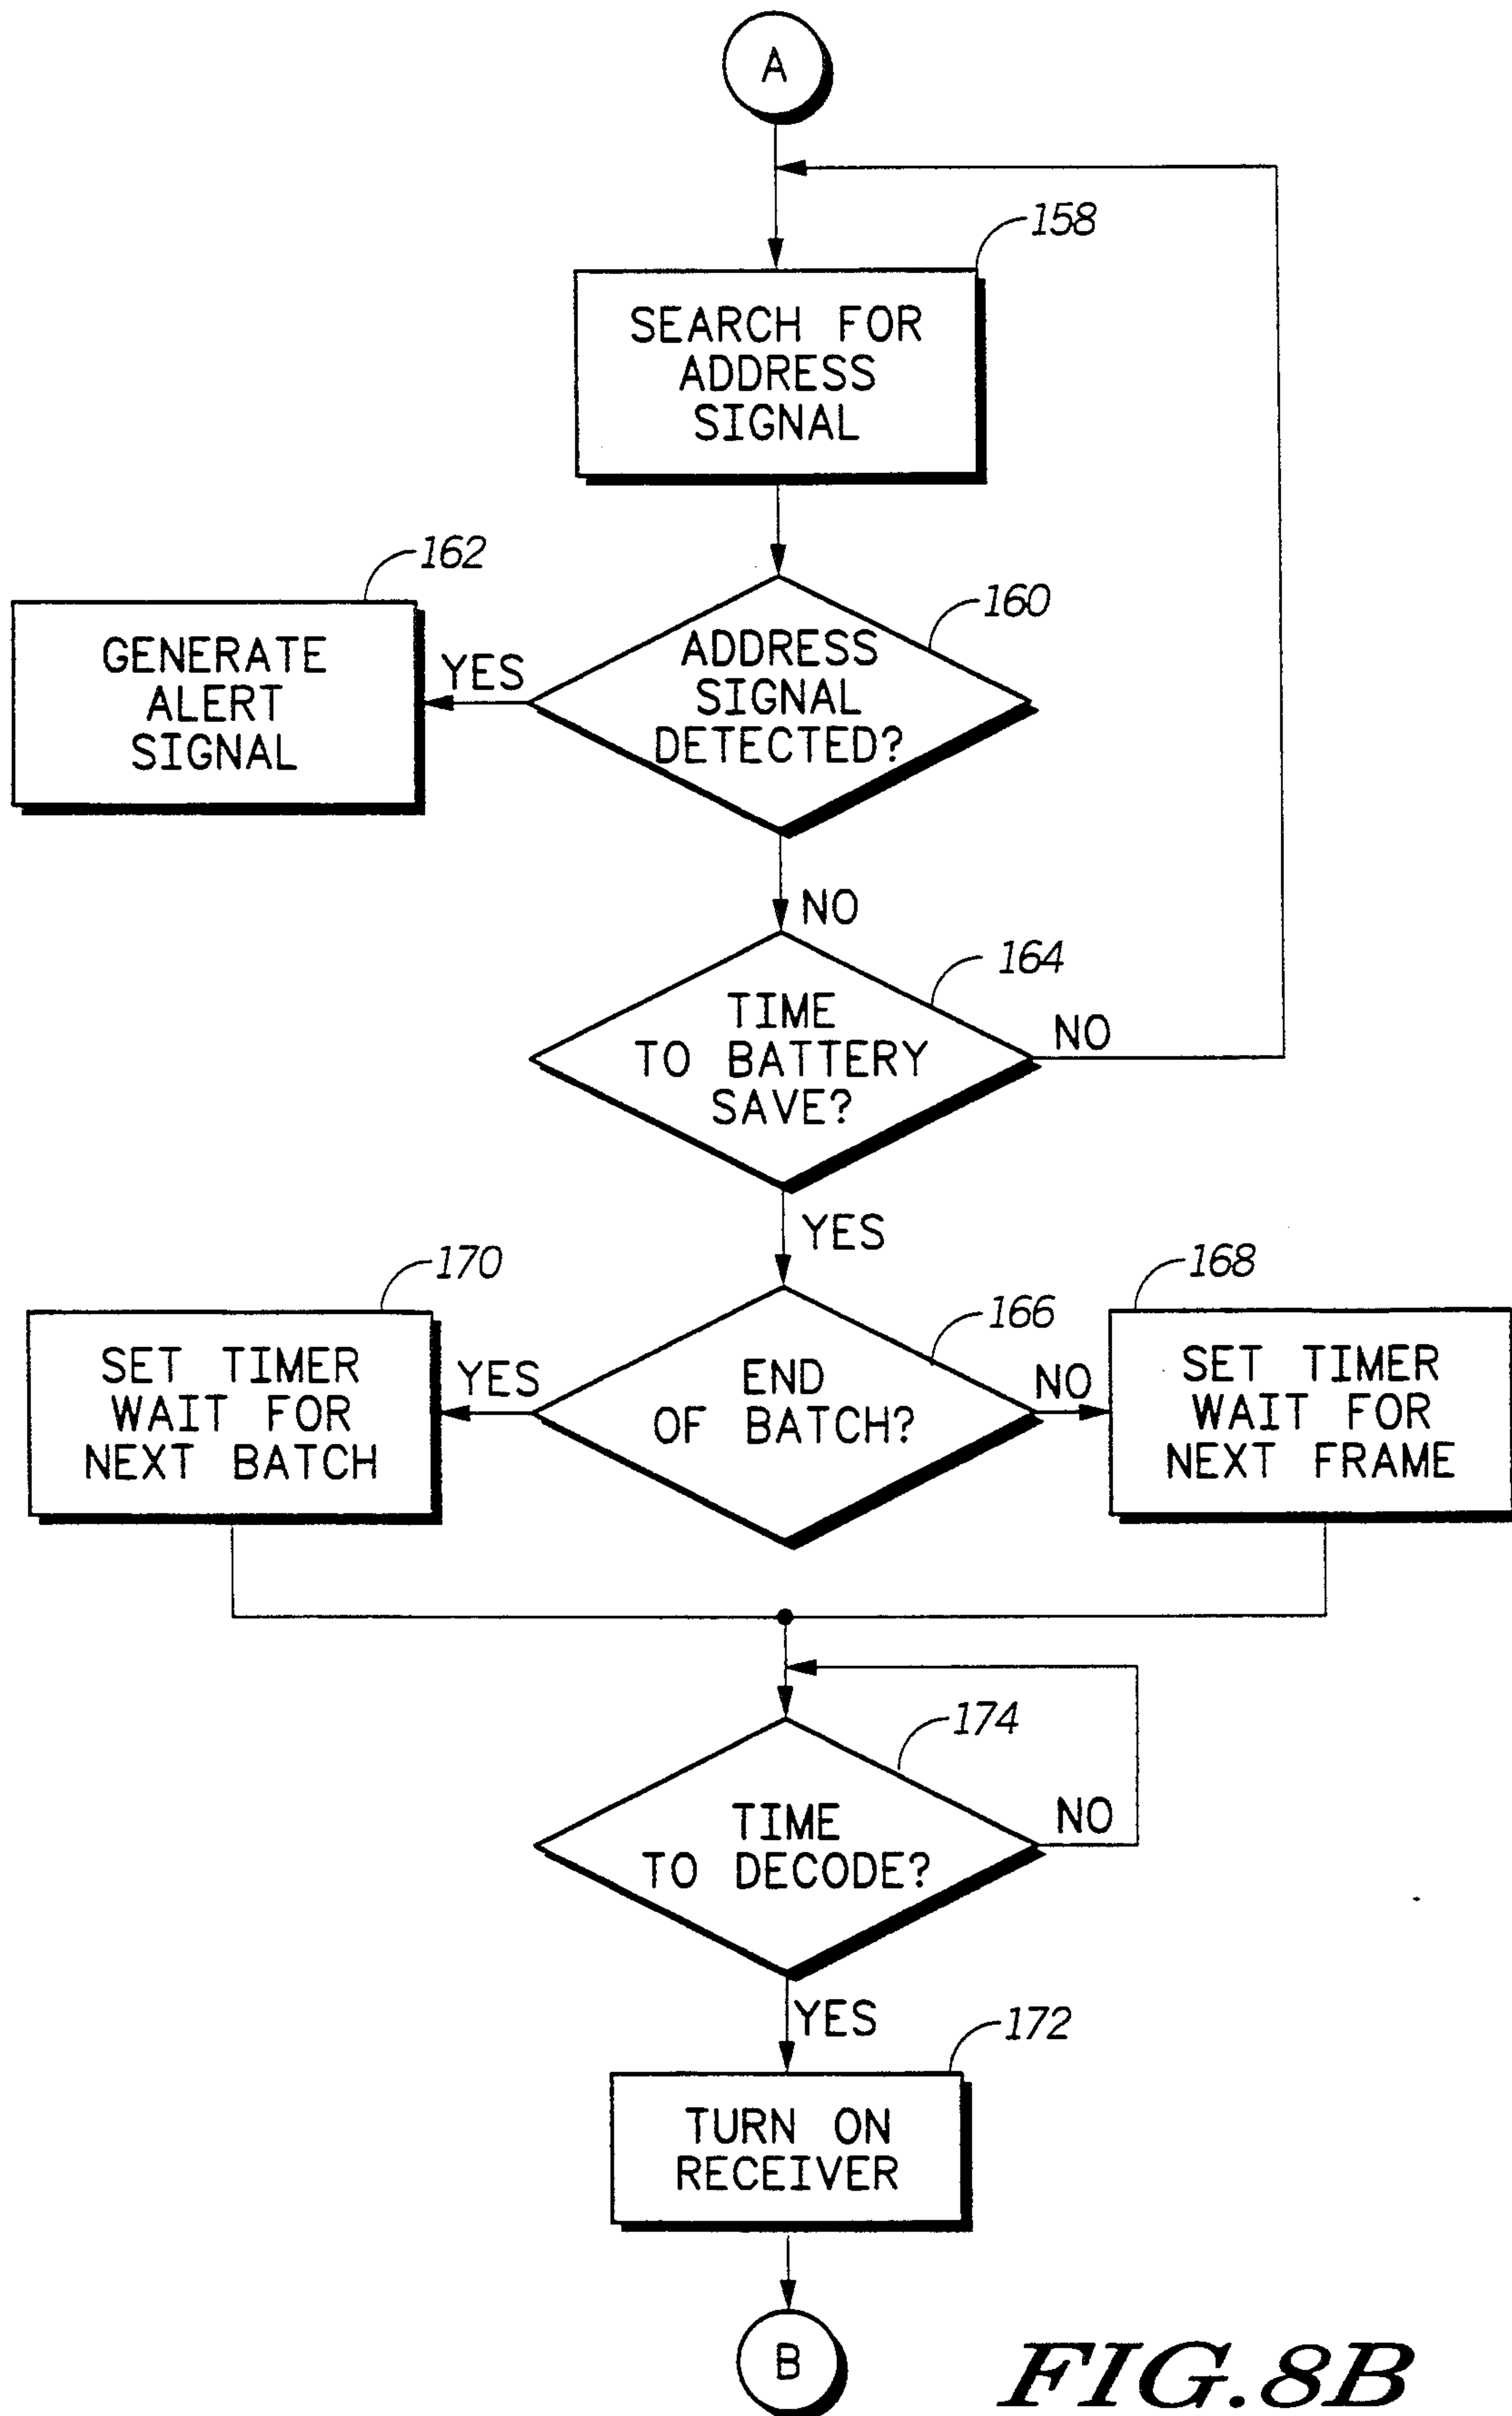 A
158
SEARCH FOR
ADDRESS
SIGNAL
162
GENERATE
ALERT
SIGNAL
YES
160
ADDRESS
SIGNAL
DETECTED?
NO
164
TIME
TO BATTERY
SAVE?
NO
YES
170
SET TIMER
WAIT FOR
NEXT BATCH
YES
166
END
OF BATCH?
NO
168
SET TIMER
WAIT FOR
NEXT FRAME
174
TIME
TO DECODE?
NO
YES
172
TURN ON
RECEIVER
B
FIG.8B